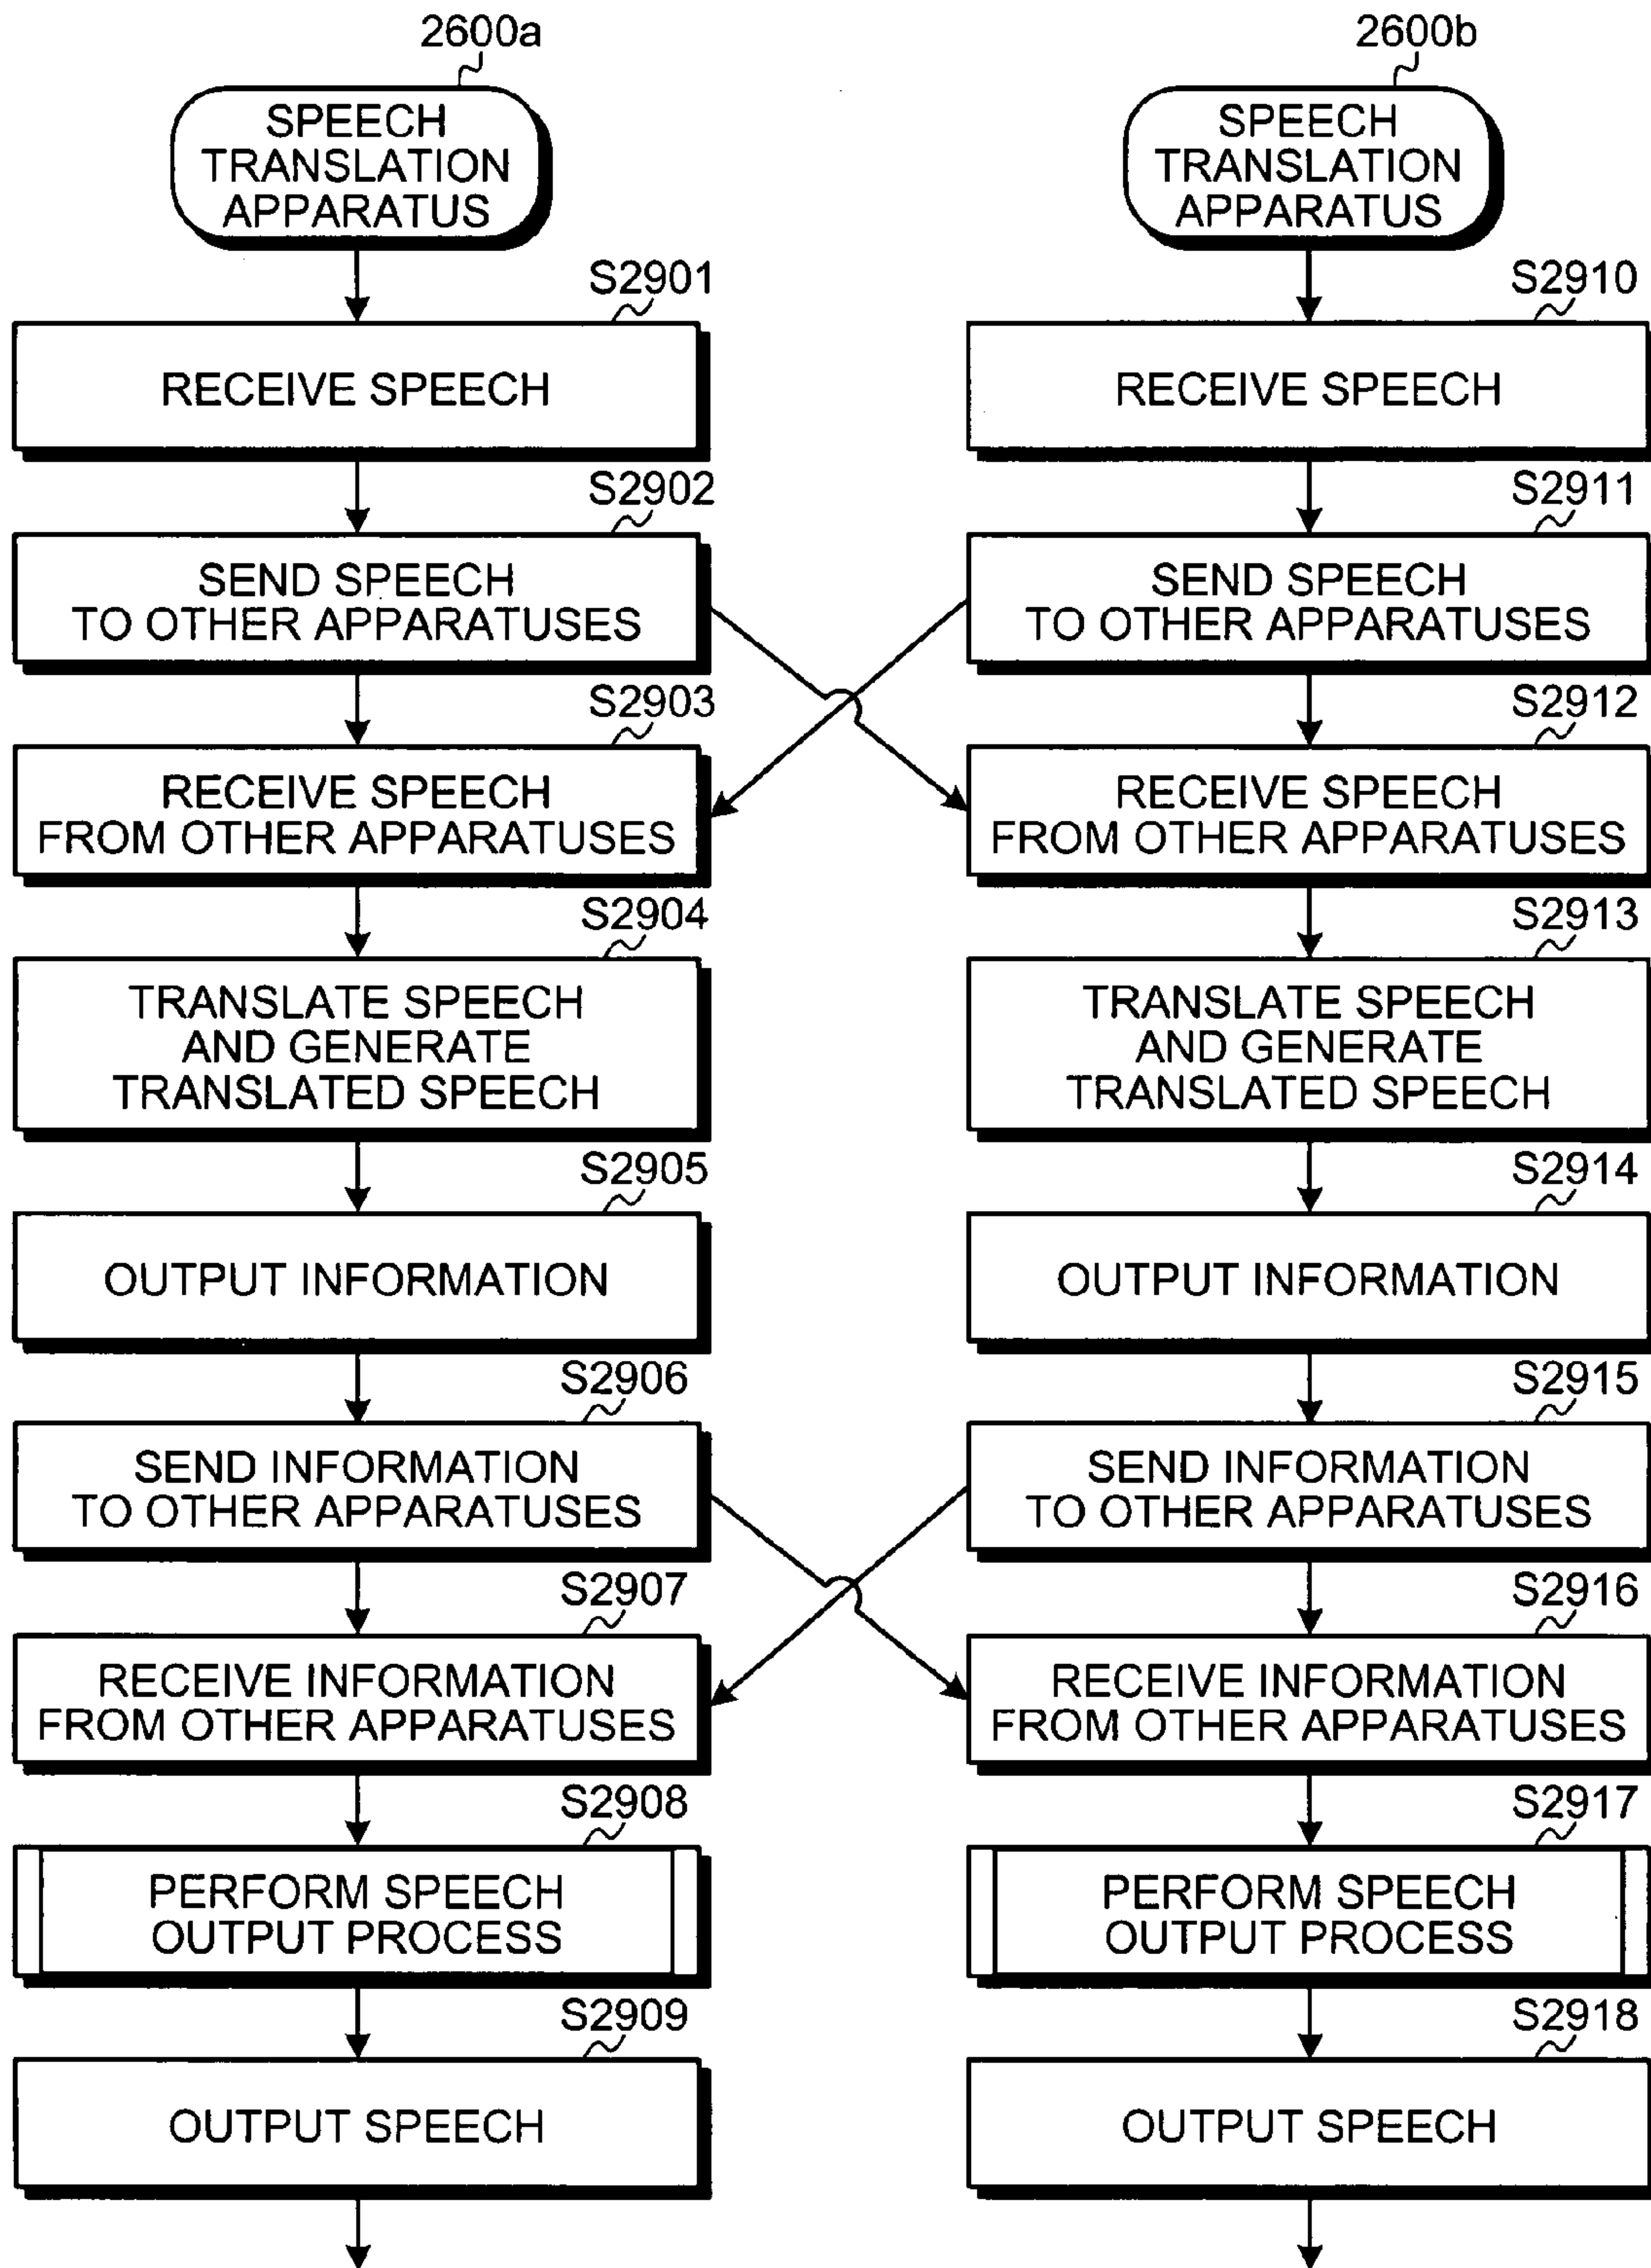 2600a
SPEECH
TRANSLATION
APPARATUS
S2901
RECEIVE SPEECH
S2902
SEND SPEECH
TO OTHER APPARATUSES
S2903
RECEIVE SPEECH
FROM OTHER APPARATUSES
S2904
TRANSLATE SPEECH
AND GENERATE
TRANSLATED SPEECH
S2905
OUTPUT INFORMATION
S2906
SEND INFORMATION
TO OTHER APPARATUSES
S2907
RECEIVE INFORMATION
FROM OTHER APPARATUSES
S2908
PERFORM SPEECH
OUTPUT PROCESS
S2909
OUTPUT SPEECH
2600b
SPEECH
TRANSLATION
APPARATUS
S2910
RECEIVE SPEECH
S2911
SEND SPEECH
TO OTHER APPARATUSES
S2912
RECEIVE SPEECH
FROM OTHER APPARATUSES
S2913
TRANSLATE SPEECH
AND GENERATE
TRANSLATED SPEECH
S2914
OUTPUT INFORMATION
S2915
SEND INFORMATION
TO OTHER APPARATUSES
S2916
RECEIVE INFORMATION
FROM OTHER APPARATUSES
S2917
PERFORM SPEECH
OUTPUT PROCESS
S2918
OUTPUT SPEECH